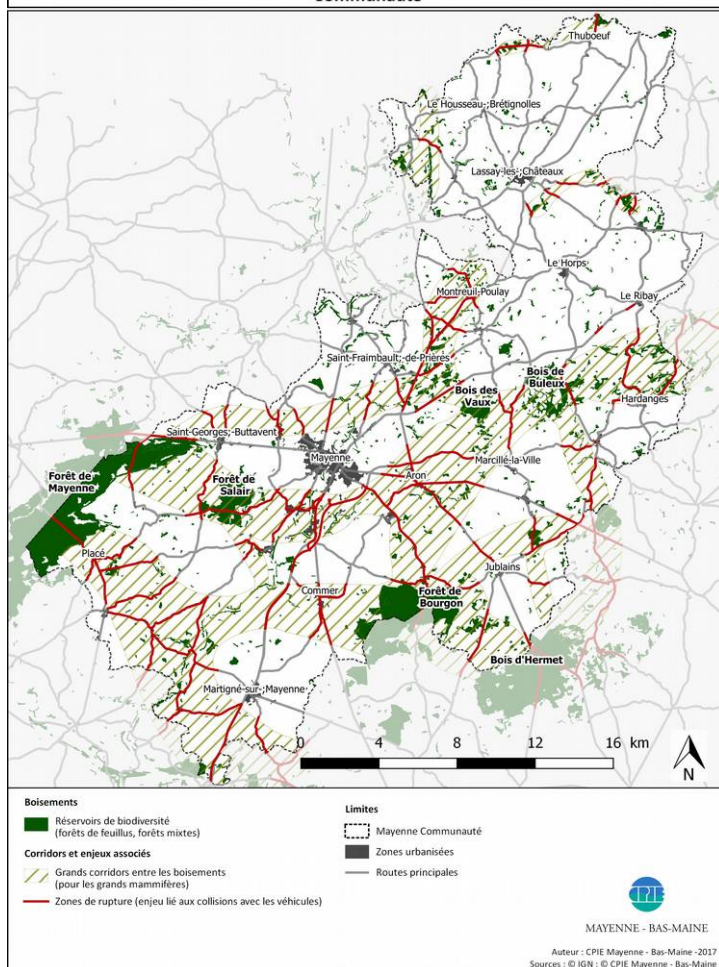 communauté
Thuboeuf
Le Housseau-Brétignolles
Lassay-les-Châteaux
Le Horps
Montreuil-Poulay
Le Ribay
Saint-Fraimbault-de-Prières
Bois des
Vaux
Bois de
Buleux
Hardanges
Saint-Georges-Buttavent
Mayenne
Marcillé-la-Ville
Aron
Forêt de
Mayenne
Forêt de
Salair
Placé
Commer
Jublains
Forêt de
Bourgon
Bois d'Hermet
Martigné-sur-Mayenne
0 4 8 12 16 km
N
Boisements
Réservoirs de biodiversité
(forêts de feuillus, forêts mixtes)
Corridors et enjeux associés
Grands corridors entre les boisements
(pour les grands mammifères)
Zones de rupture (enjeu lié aux collisions avec les véhicules)
Limites
Mayenne Communauté
Zones urbanisées
Routes principales
CPIE
MAYENNE - BAS-MAINE
Auteur : CPIE Mayenne - Bas-Maine -2017
Sources : © IGN ; © CPIE Mayenne - Bas-Maine